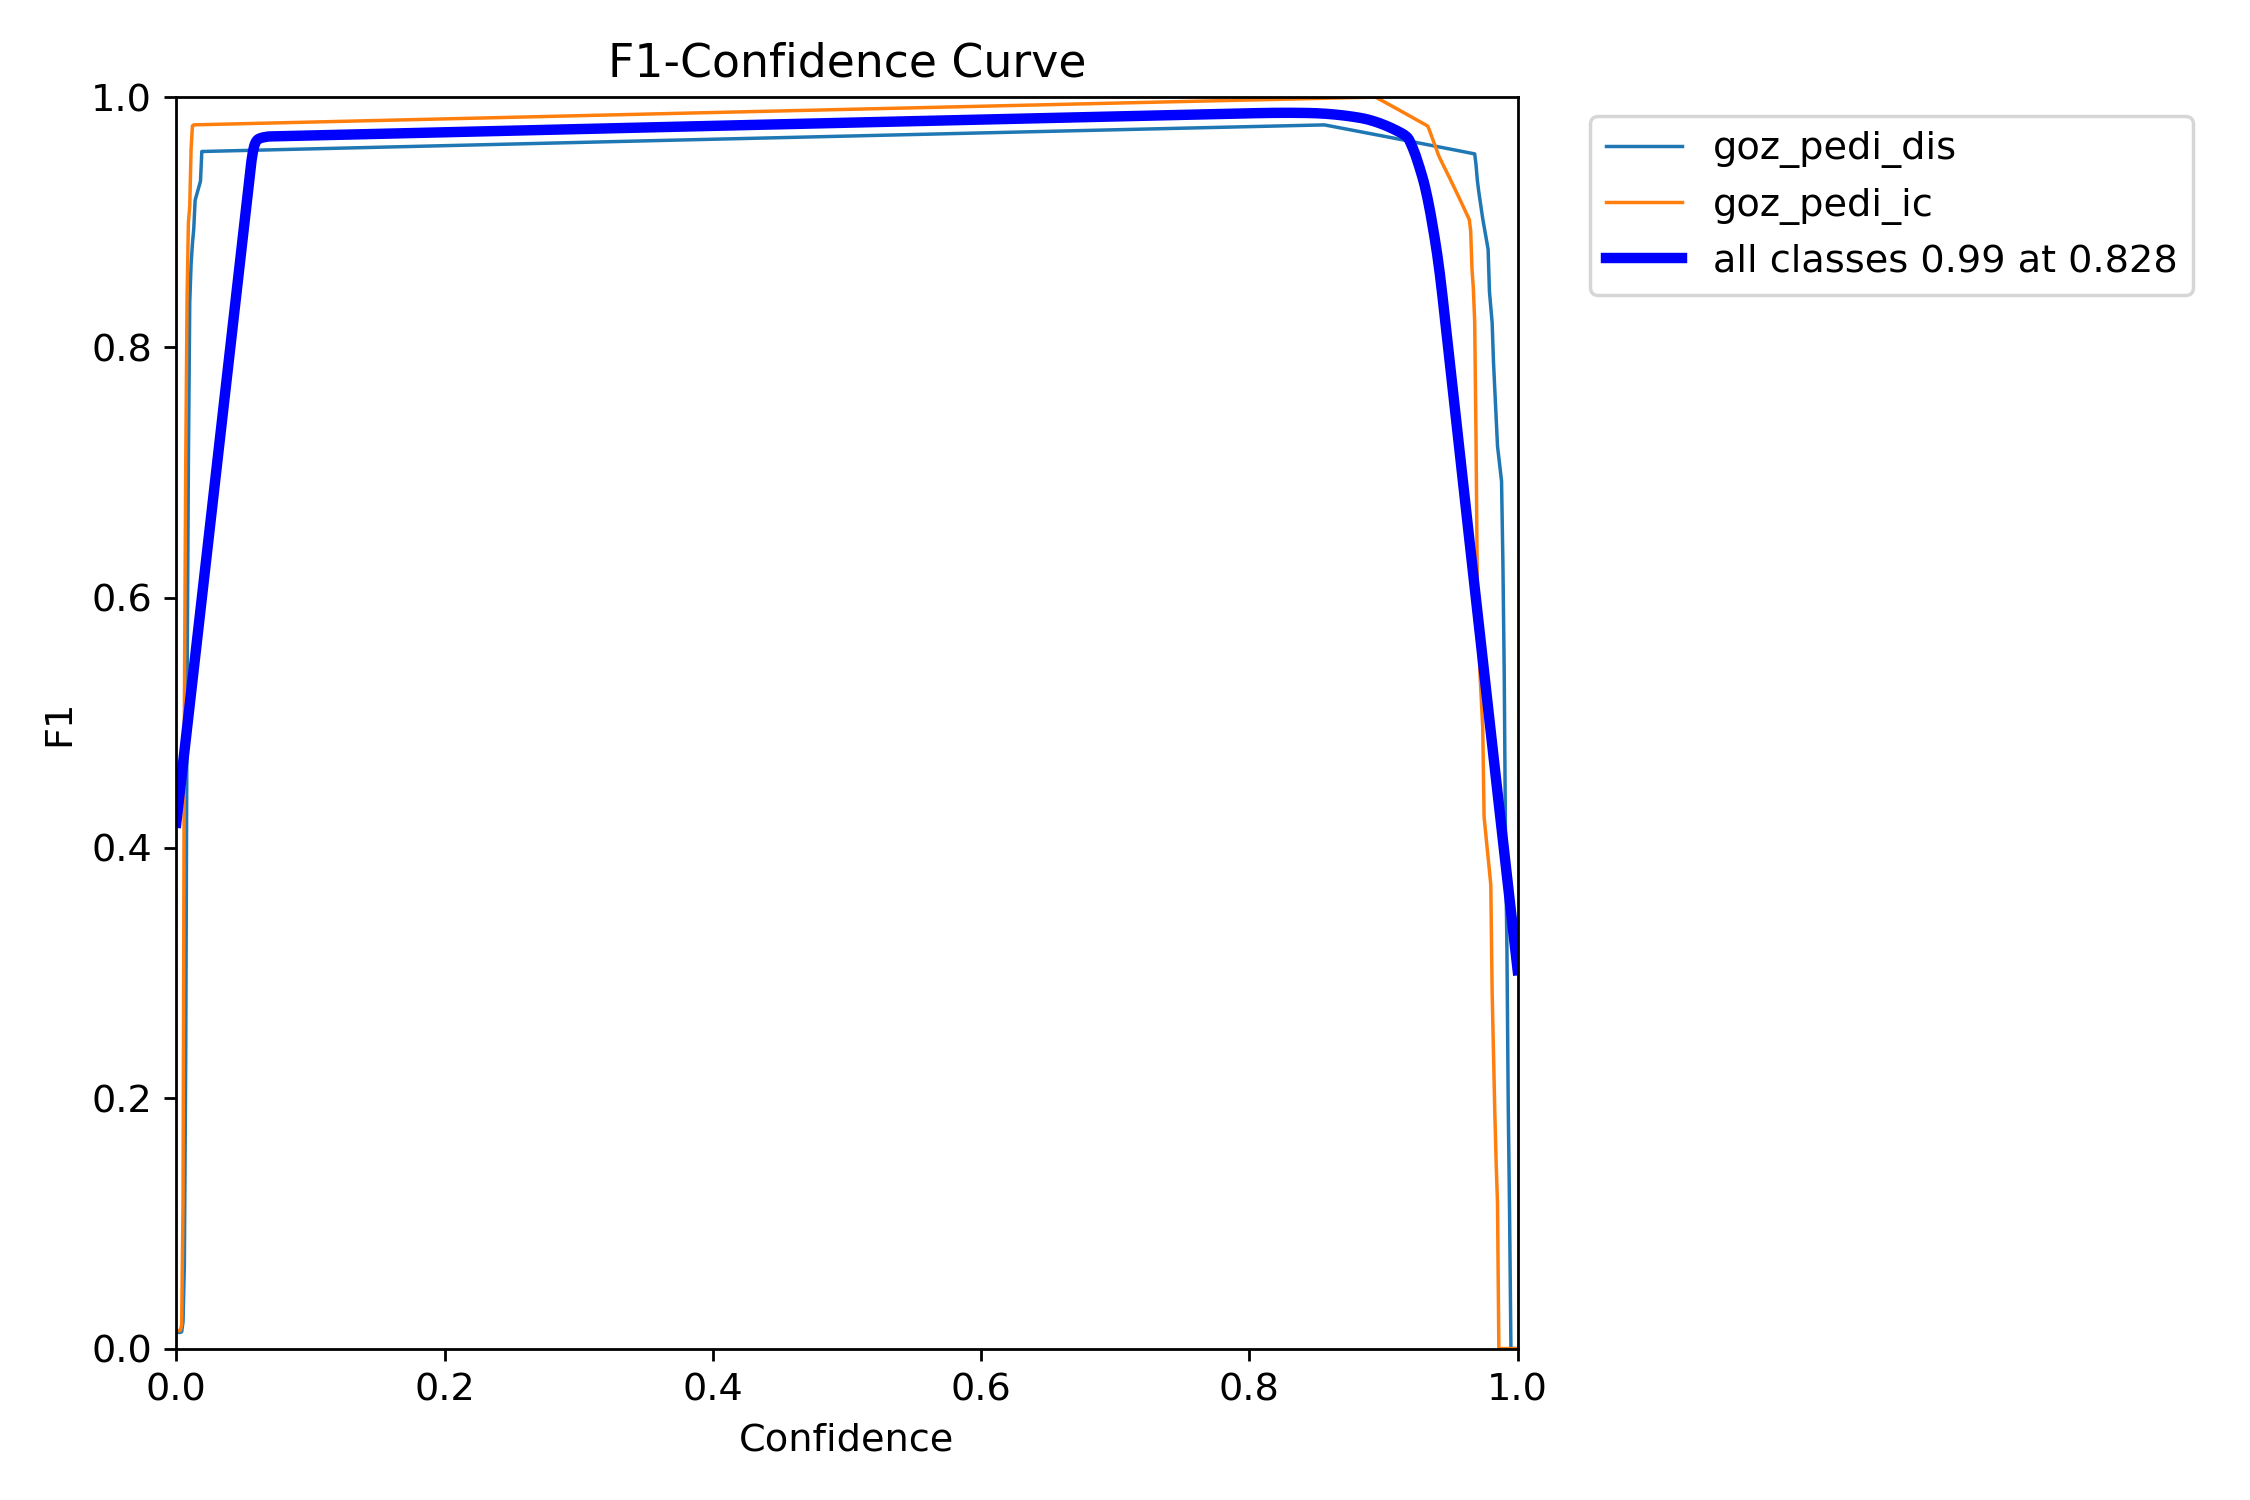 F1-Confidence Curve
1.0
0.8
0.6
0.4
0.2
0.0
F1
0.0 0.2 0.4 0.6 0.8 1.0
Confidence
goz_pedi_dis
goz_pedi_ic
all classes 0.99 at 0.828